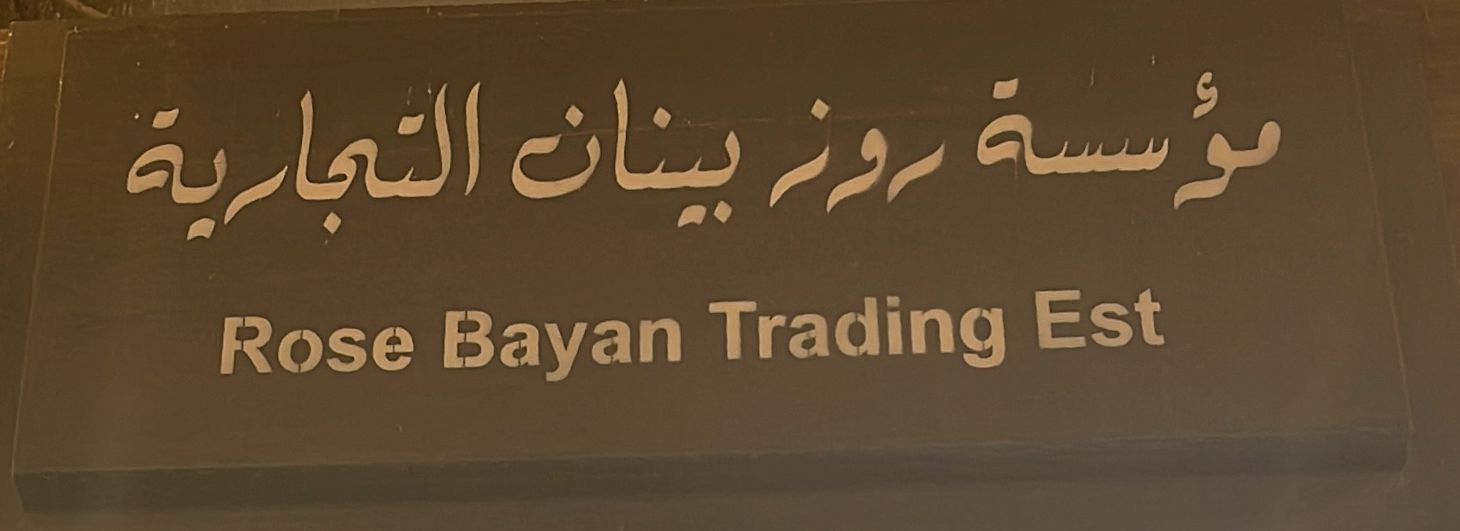 مؤسسة روز بينان التجارية
Rose Bayan Trading Est